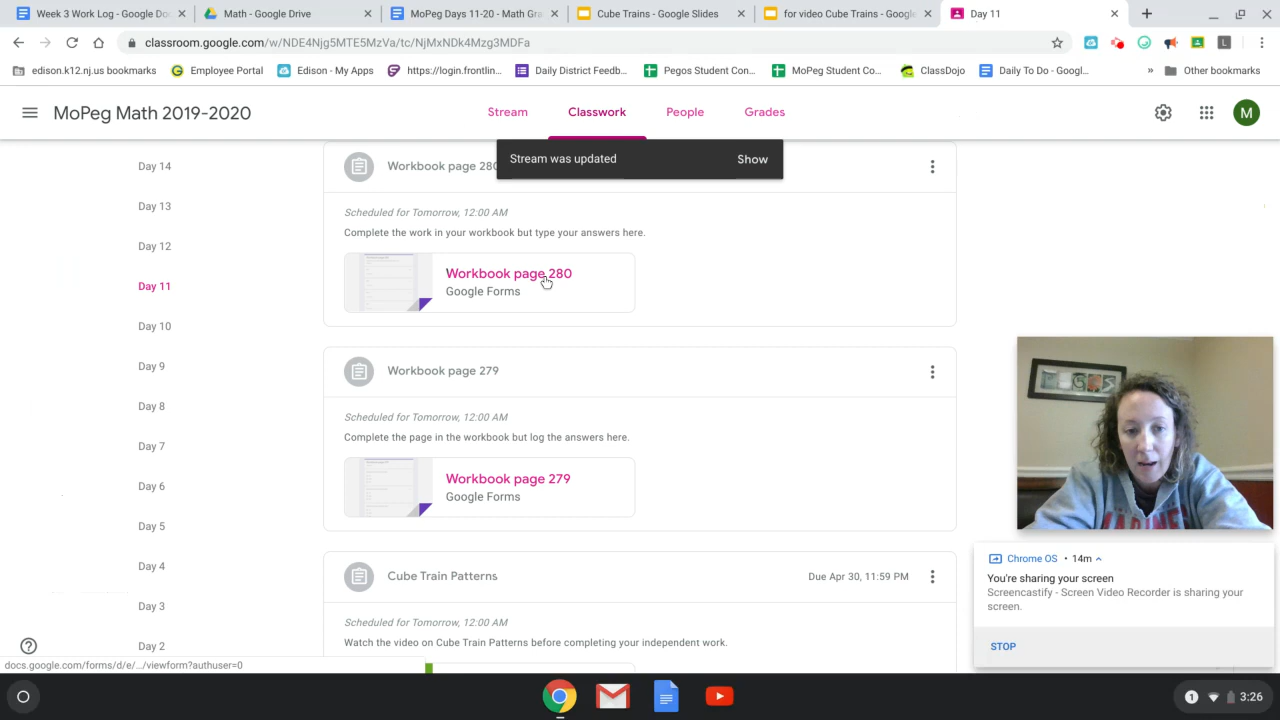 Week 3 Work Log - Google Doc
Math - Google Drive
MoPeg Days 11-20 - Math Gra
Cube Trains - Google Slides
for video Cube Trains - Google
Day 11
classroom.google.com/w/NDE4Njg5MTE5MzVa/tc/NjMxNDk4Mzg3MDFa
edison.k12.nj.us bookmarks
Employee Portal
Edison - My Apps
https://login.frontlin...
Daily District Feedb...
Pegos Student Con...
MoPeg Student Co...
ClassDojo
Daily To Do - Googl...
»
Other bookmarks
MoPeg Math 2019-2020
Stream
Classwork
People
Grades
M
Stream was updated
Show
Day 14
Day 13
Day 12
Day 11
Day 10
Day 9
Day 8
Day 7
Day 6
Day 5
Day 4
Day 3
Day 2
Workbook page 280
Scheduled for Tomorrow, 12:00 AM
Complete the work in your workbook but type your answers here.
Workbook page 280
Google Forms
Workbook page 279
Scheduled for Tomorrow, 12:00 AM
Complete the page in the workbook but log the answers here.
Workbook page 279
Google Forms
Cube Train Patterns
Due Apr 30, 11:59 PM
Scheduled for Tomorrow, 12:00 AM
Watch the video on Cube Train Patterns before completing your independent work.
Chrome OS • 14m
You're sharing your screen
Screencastify - Screen Video Recorder is sharing your
screen.
STOP
docs.google.com/forms/d/e/.../viewform?authuser=0
1
3:26